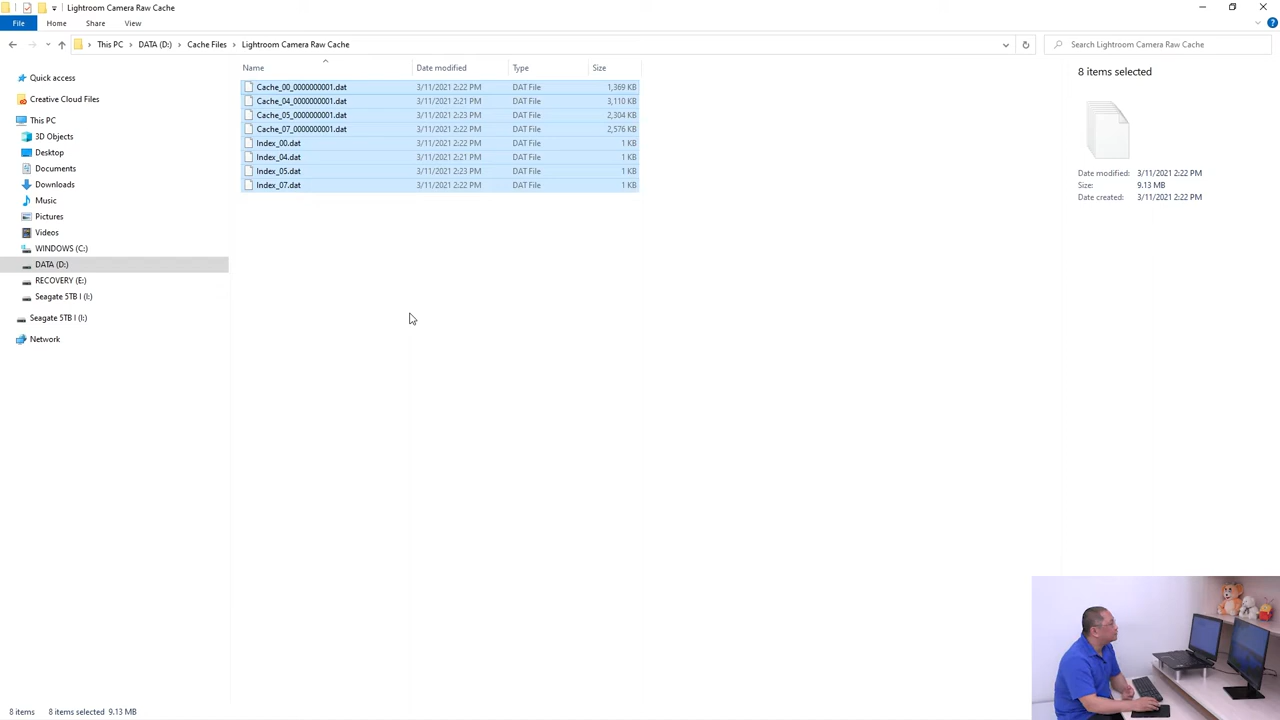 Lightroom Camera Raw Cache
File Home Share View
This PC DATA (D:) Cache Files Lightroom Camera Raw Cache
Search Lightroom Camera Raw Cache
Quick access
Creative Cloud Files
This PC
3D Objects
Desktop
Documents
Downloads
Music
Pictures
Videos
WINDOWS (C:)
DATA (D:)
RECOVERY (E:)
Seagate 5TB I (I:)
Seagate 5TB I (I:)
Network
Name Date modified Type Size
Cache_00_0000000001.dat 3/11/2021 2:22 PM DAT File 1,369 KB
Cache_04_0000000001.dat 3/11/2021 2:21 PM DAT File 3,110 KB
Cache_05_0000000001.dat 3/11/2021 2:23 PM DAT File 2,304 KB
Cache_07_0000000001.dat 3/11/2021 2:22 PM DAT File 2,576 KB
Index_00.dat 3/11/2021 2:22 PM DAT File 1 KB
Index_04.dat 3/11/2021 2:21 PM DAT File 1 KB
Index_05.dat 3/11/2021 2:23 PM DAT File 1 KB
Index_07.dat 3/11/2021 2:22 PM DAT File 1 KB
8 items selected
Date modified: 3/11/2021 2:22 PM
Size: 9.13 MB
Date created: 3/11/2021 2:22 PM
8 items 8 items selected 9.13 MB